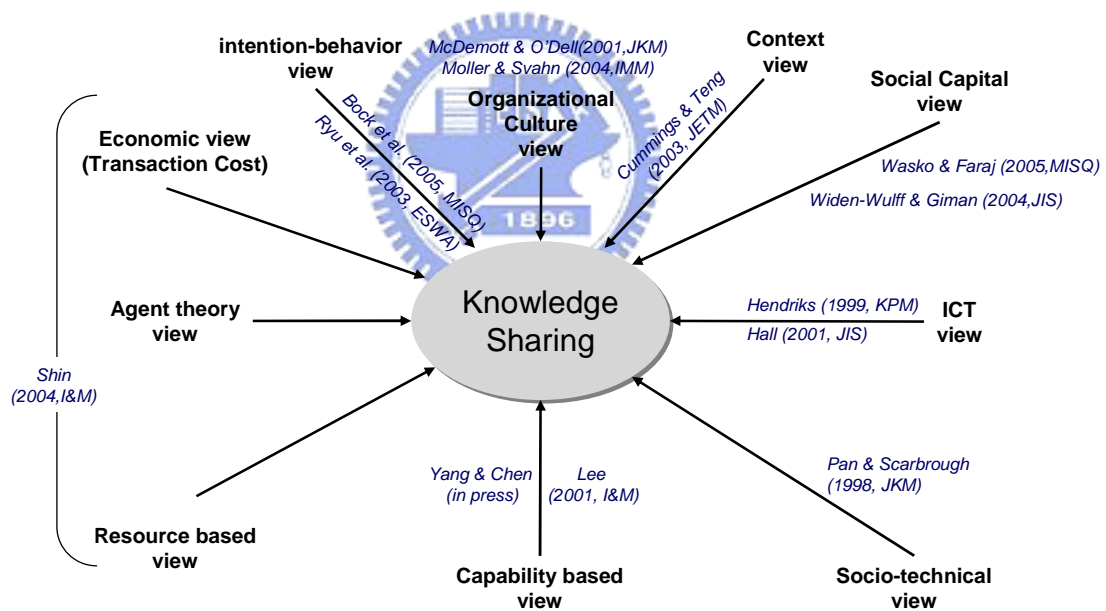 intention-behavior
view
McDemott & O'Dell(2001,JKM)
Moller & Svahn (2004,IMM)
Organizational
Culture
view
Context
view
Social Capital
view
Economic view
(Transaction Cost)
Bock et al. (2005, MISQ)
Ryu et al. (2003, ESWA)
Cummings & Teng
(2003, JETM)
Wasko & Faraj (2005,MISQ)
Widen-Wulff & Giman (2004,JIS)
1896
Agent theory
view
Knowledge
Sharing
Hendriks (1999, KPM)
Hall (2001, JIS)
ICT
view
Shin
(2004,I&M)
Yang & Chen
(in press)
Lee
(2001, I&M)
Pan & Scarbrough
(1998, JKM)
Resource based
view
Capability based
view
Socio-technical
view